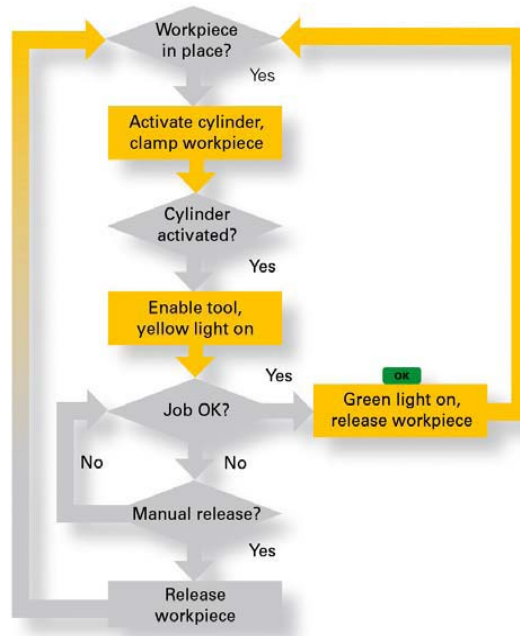 Workpiece
in place?
Yes
Activate cylinder,
clamp workpiece
Cylinder
activated?
Yes
Enable tool,
yellow light on
Job OK?
Yes
OK
Green light on,
release workpiece
No
No
Manual release?
Yes
Release
workpiece